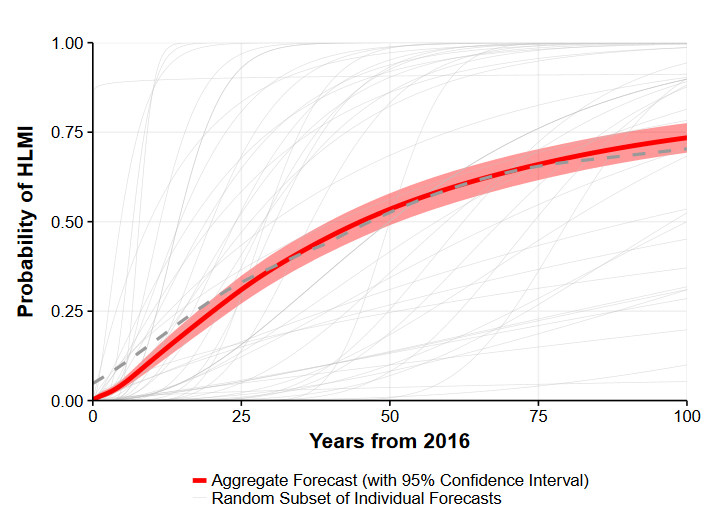 1.00
0.75
0.50
0.25
0.00
Probability of HLMI
0
25
50
75
100
Years from 2016
Aggregate Forecast (with 95% Confidence Interval)
Random Subset of Individual Forecasts